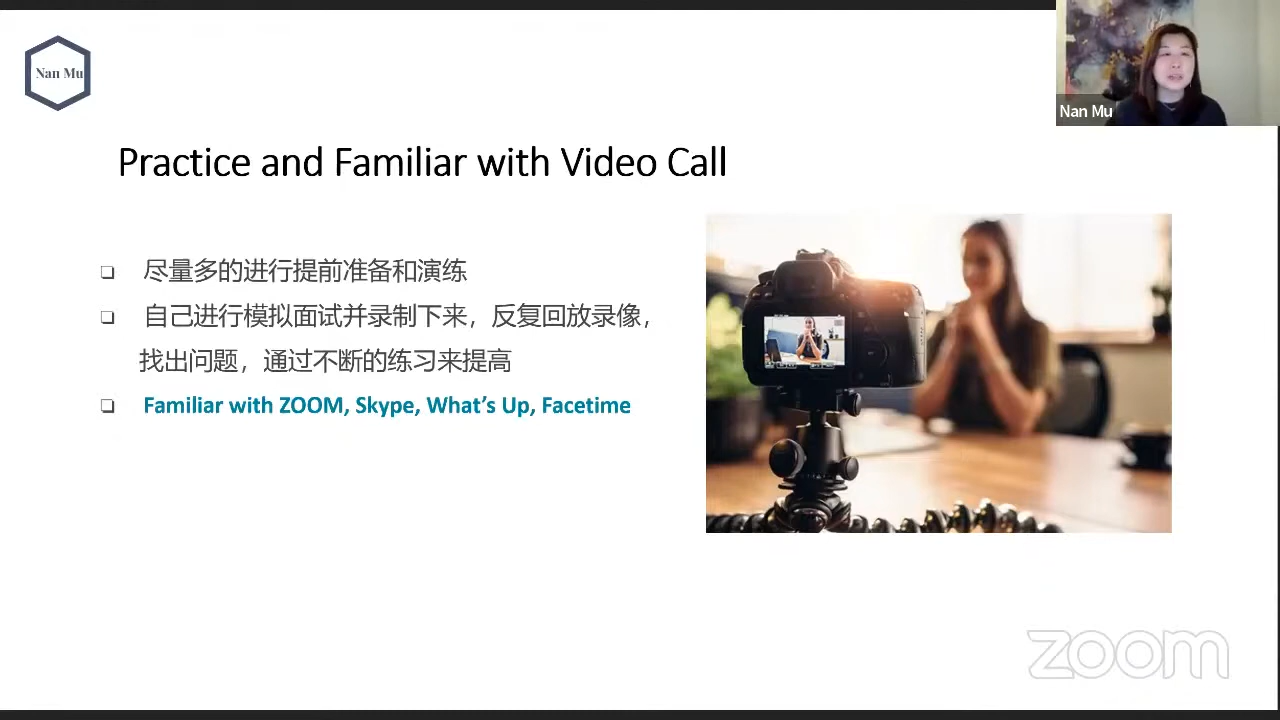 Nan Mu
Nan Mu
Practice and Familiar with Video Call
尽量多的进行提前准备和演练
自己进行模拟面试并录制下来，反复回放录像，
找出问题，通过不断的练习来提高
Familiar with ZOOM, Skype, What’s Up, Facetime
zoom